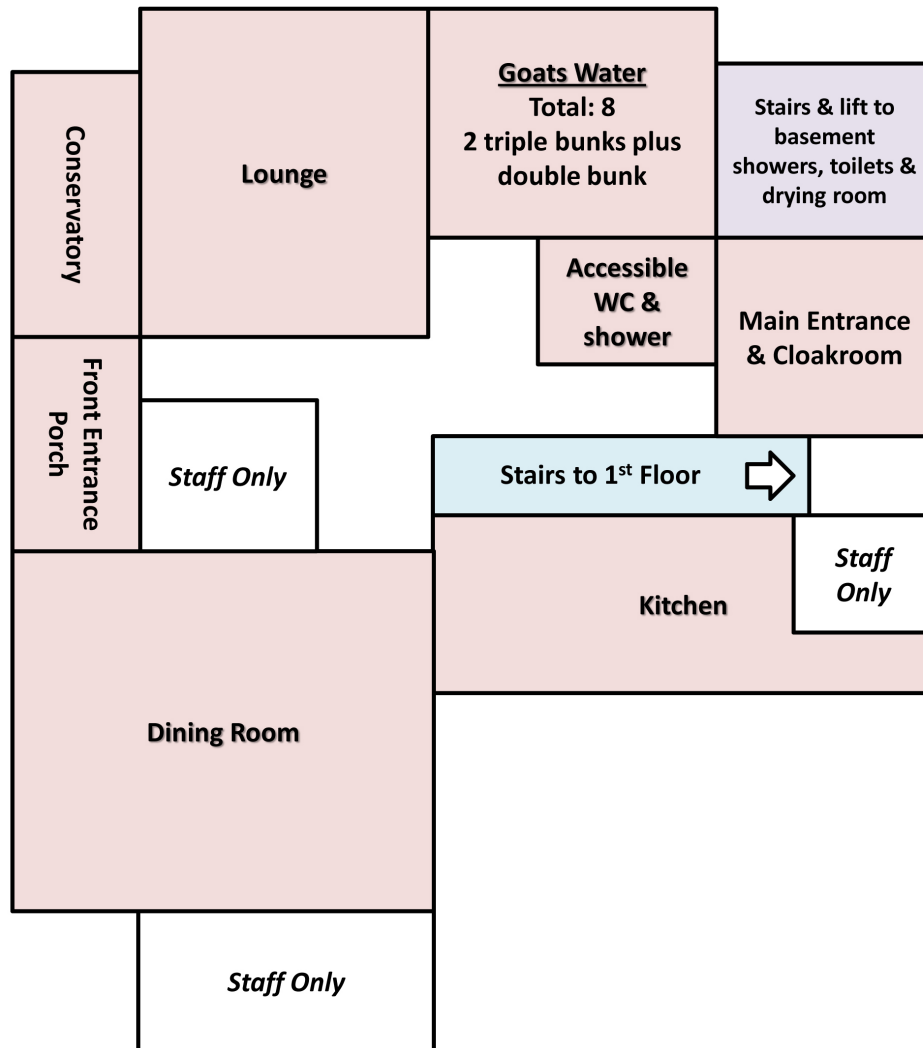 Conservatory
Lounge
Goats Water
Total: 8
2 triple bunks plus
double bunk
Stairs & lift to
basement
showers, toilets &
drying room
Accessible
WC &
shower
Main Entrance
& Cloakroom
Front Entrance
Porch
Staff Only
Stairs to 1st Floor
Staff
Only
Kitchen
Dining Room
Staff Only